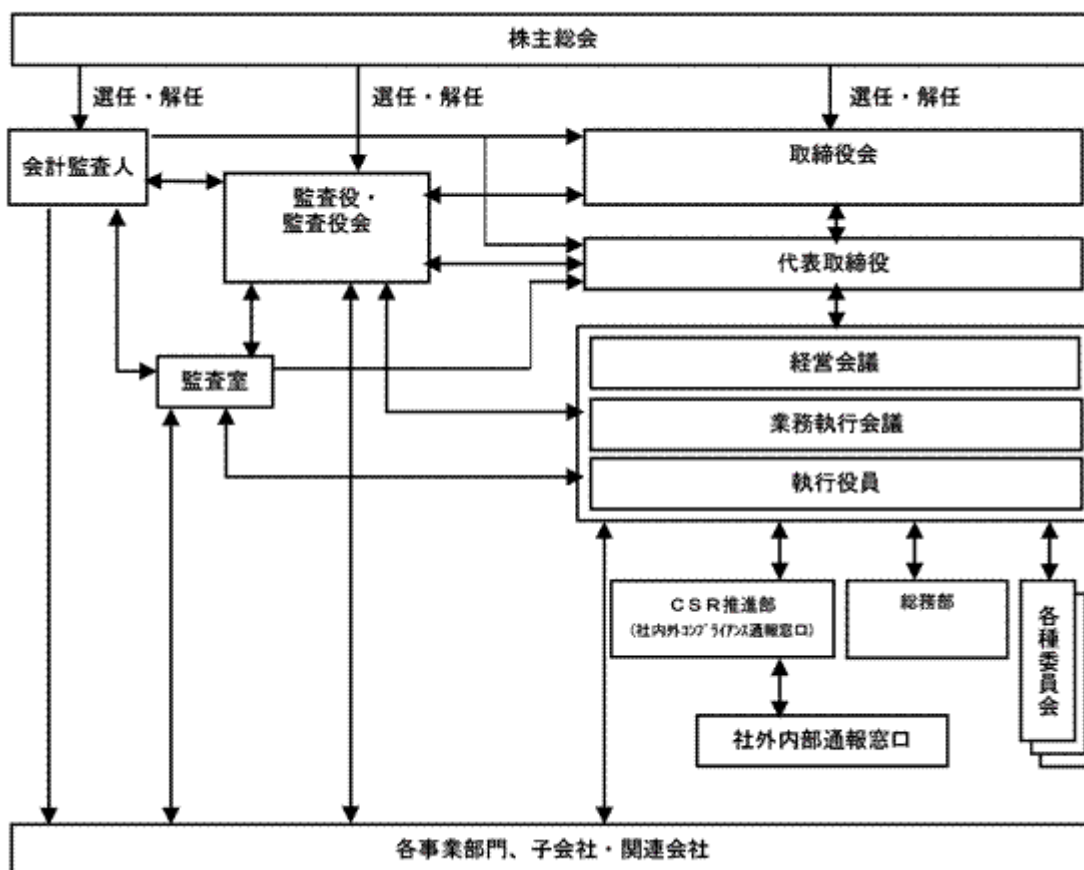 株主総会
選任・解任
選任・解任
選任・解任
会計監査人
取締役会
監査役・
監査役会
代表取締役
監査室
経営会議
業務執行会議
執行役員
CSR推進部
(社内外ｺﾝﾌﾟﾗｲｱﾝｽ通報窓口)
総務部
各種委員会
社外内部通報窓口
各事業部門、子会社・関連会社